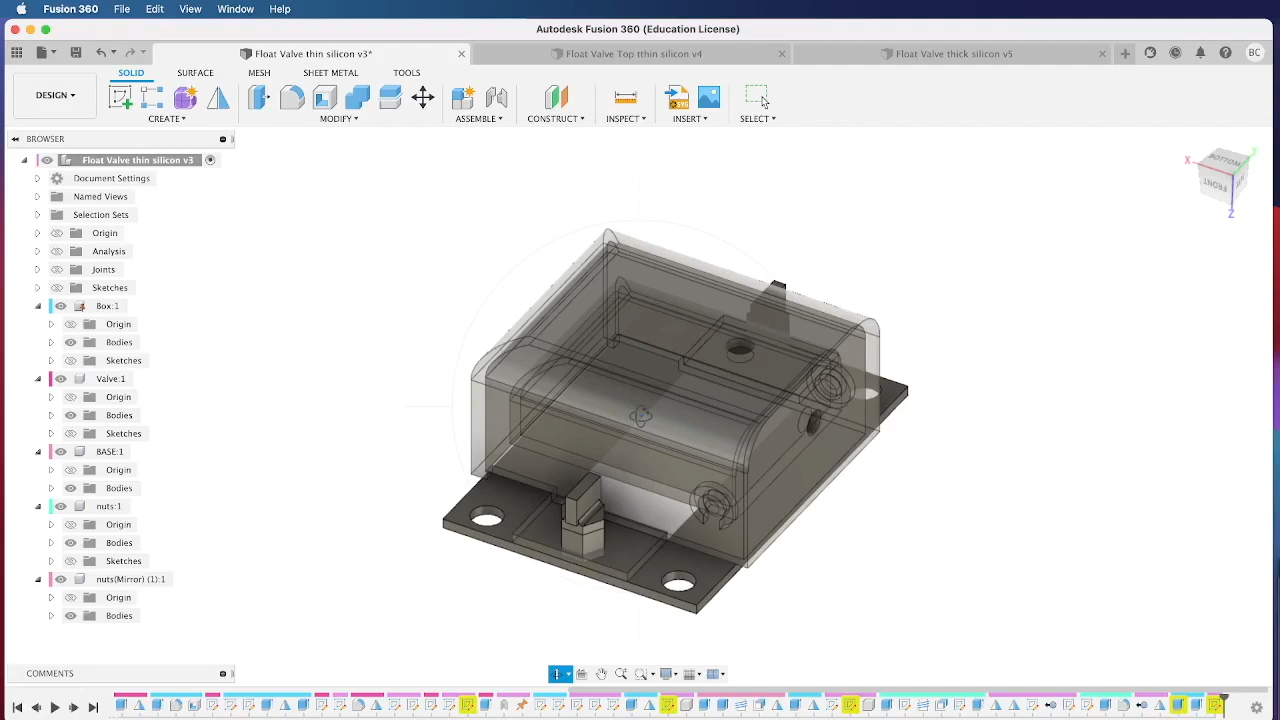 Fusion 360 File Edit View Window Help
Autodesk Fusion 360 (Education License)
Float Valve thin silicon v3* Float Valve Top tthin silicon v4 Float Valve thick silicon v5 BC
SOLID SURFACE MESH SHEET METAL TOOLS
DESIGN
CREATE MODIFY ASSEMBLE CONSTRUCT INSPECT INSERT SELECT
BROWSER
Float Valve thin silicon v3
Document Settings
Named Views
Selection Sets
Origin
Analysis
Joints
Sketches
Box:1
Origin
Bodies
Sketches
Valve:1
Origin
Bodies
Sketches
BASE:1
Origin
Bodies
nuts:1
Origin
Bodies
Sketches
nuts(Mirror) (1):1
Origin
Bodies
X Y Z
BOTTOM
FRONT
COMMENTS